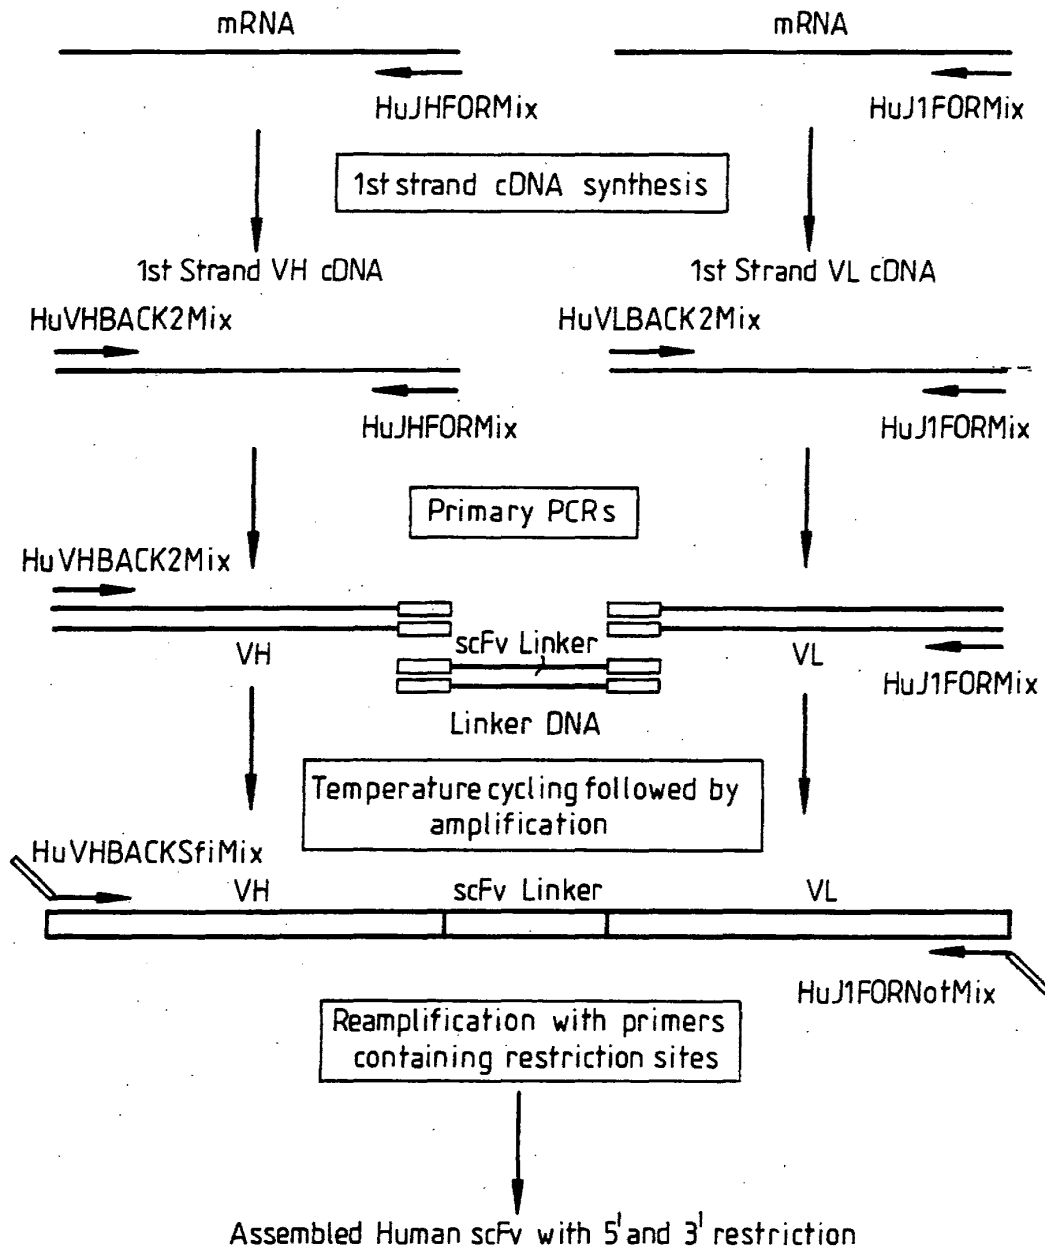 mRNA
mRNA
HuJHFORMix
HuJ1FORMix
1st strand cDNA synthesis
1st Strand VH cDNA
1st Strand VL cDNA
HuVHBACK2Mix
HuVLBACK2Mix
HuJHFORMix
HuJ1FORMix
Primary PCRs
HuVHBACK2Mix
VH
scFv Linker
VL
HuJ1FORMix
Linker DNA
Temperature cycling followed by
amplification
HuVHBACKSfiMix
VH
scFv Linker
VL
HuJ1FORNotMix
Reamplification with primers
containing restriction sites
Assembled Human scFv with 5' and 3' restriction